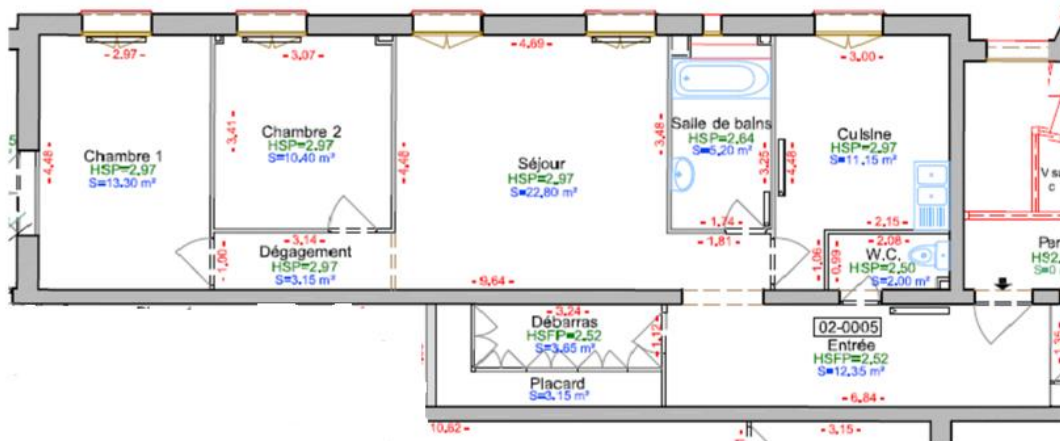 - 2.97 -
- 3.07 -
- 4.69 -
- 3.00 -
- 4.48 -
Chambre 1
HSP=2.97
S=13.30 m²
- 3.41 -
Chambre 2
HSP=2.97
S=10.40 m²
- 4.48 -
Séjour
HSP=2.97
S=22.80 m²
- 3.48 -
Salle de bains
HSP=2.64
S=5.20 m²
- 3.25 -
- 4.48 -
Cuisine
HSP=2.97
S=11.15 m²
- 1.74 -
- 1.81 -
- 2.15 -
- 1.00 -
- 3.14 -
Dégagement
HSP=2.97
S=3.15 m²
- 9.64 -
- 1.06 -
- 0.99 -
- 2.08 -
W.C.
HSP=2.50
S=2.00 m²
- 3.24 -
Débarras
HSFP=2.52
S=3.65 m²
- 1.12 -
Placard
S=3.15 m²
02-0005
Entrée
HSFP=2.52
S=12.35 m²
- 6.84 -
- 1.35
10.82 -
- 3.15 -